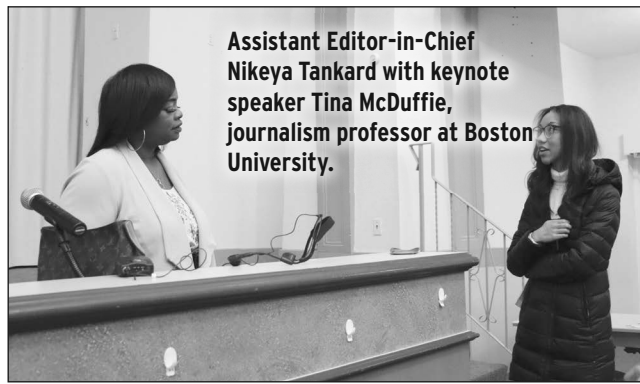 Assistant Editor-in-Chief
Nikeya Tankard with keynote
speaker Tina McDuffie,
journalism professor at Boston
University.